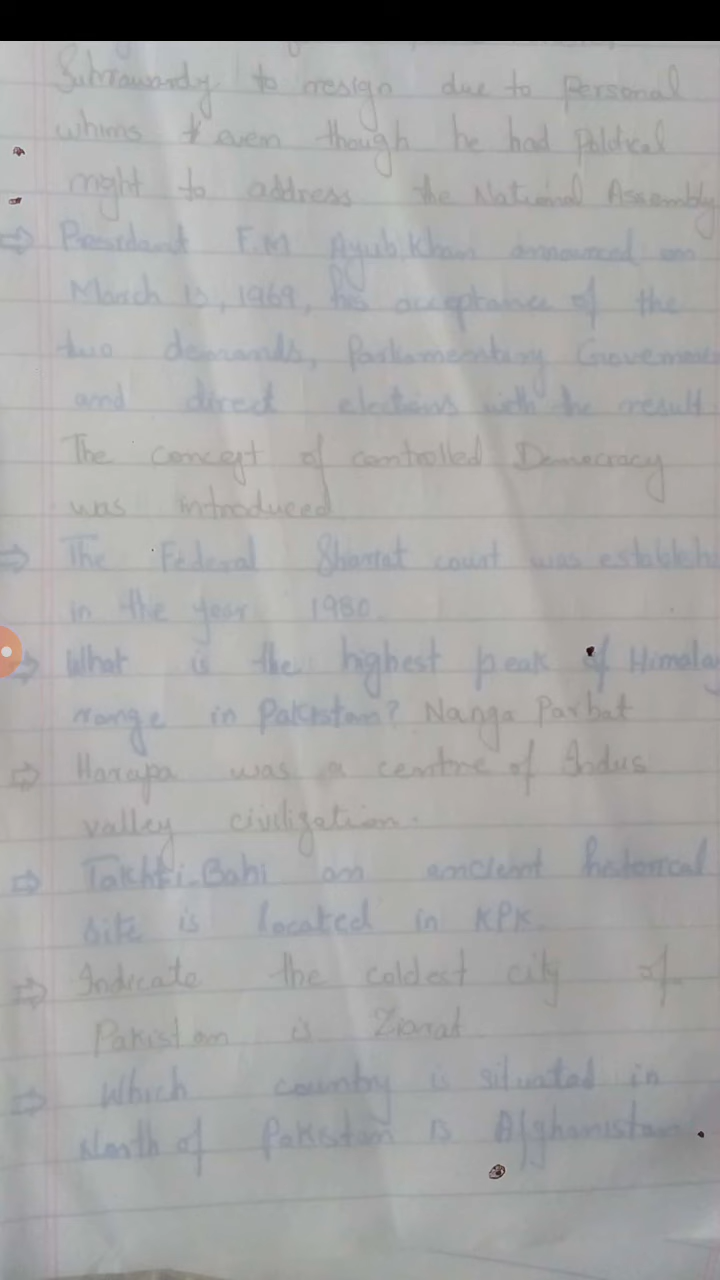 Suhrawardy to resign due to Personal
whims & even though he had Political
right to address the National Assembly
⇒ President F.M Ayub Khan announced on
March 13, 1969, his acceptance of the
two demands, Parliamentary Government
and direct elections with the result.
The concept of controlled Democracy
was introduced
⇒ The Federal Shariat court was establish
in the year 1980.
⇒ What is the highest peak of Himalay
range in Pakistan? Nanga Parbat
⇒ Harapa was a centre of Indus
valley civilization.
⇒ Takhti-Bahi an ancient historical
site is located in KPK.
⇒ Indicate the coldest city of
Pakistan is Ziarat
⇒ Which country is situated in
North of Pakistan is Afghanistan.